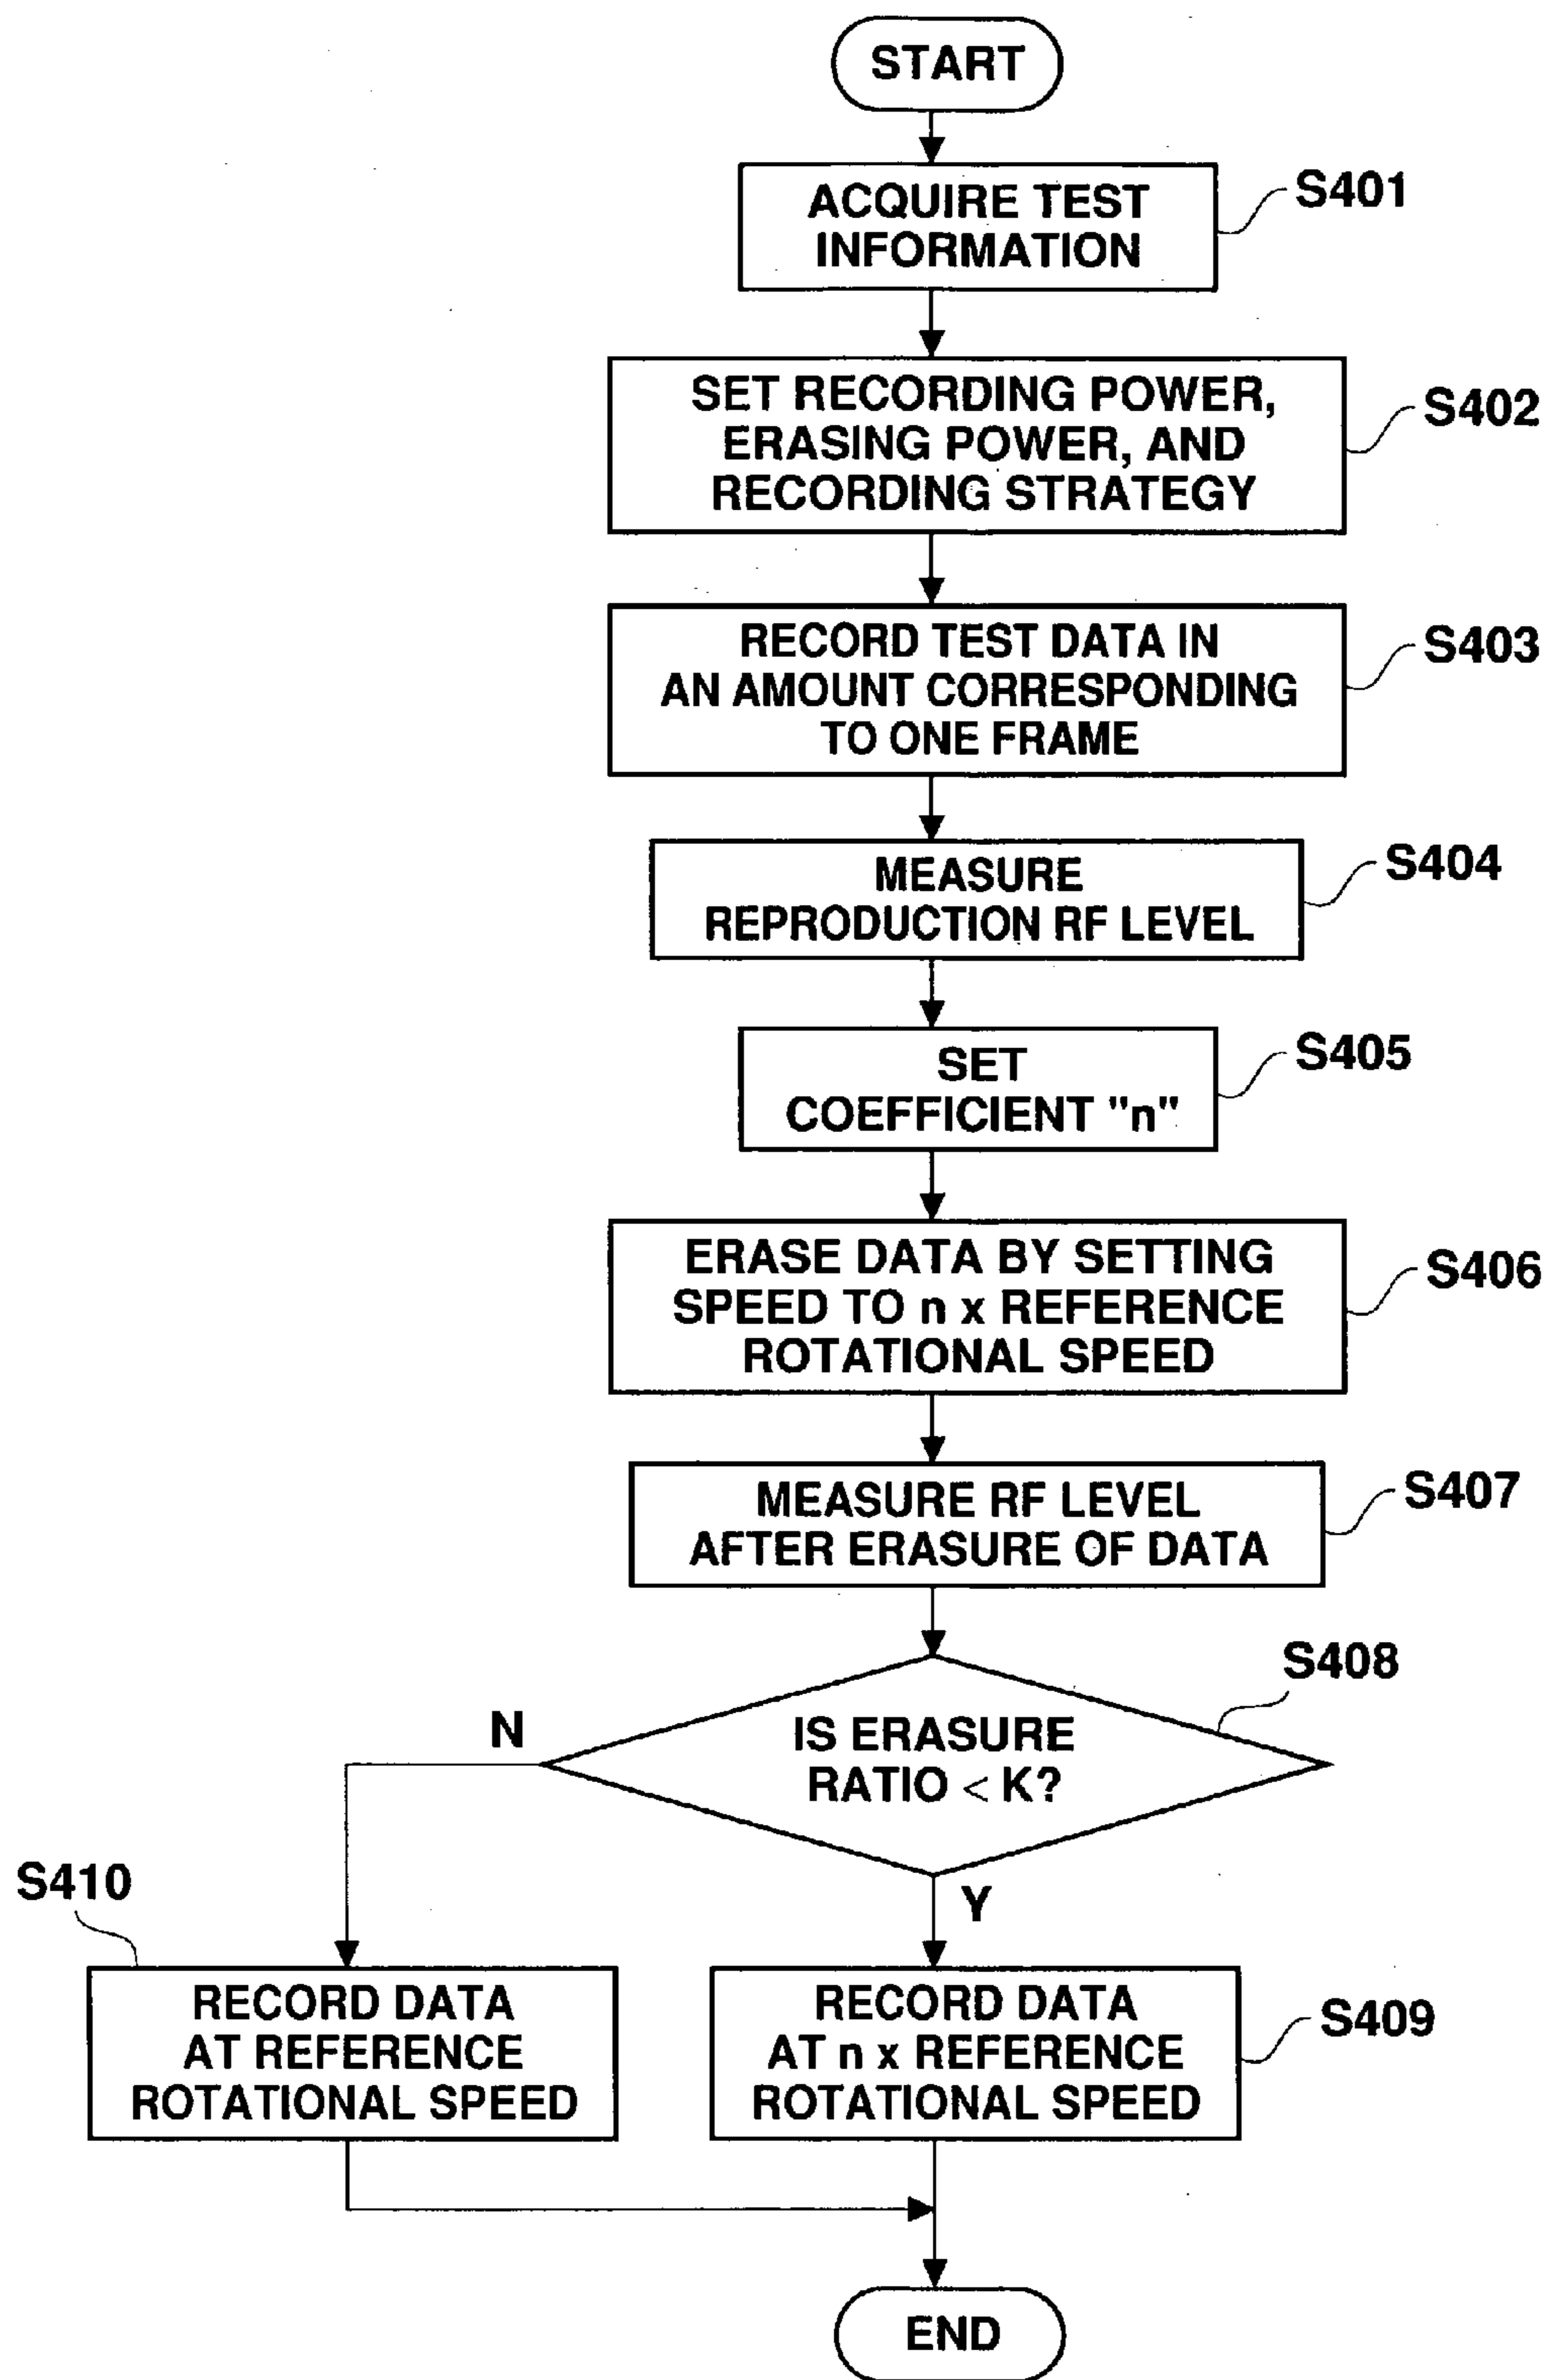 START
ACQUIRE TEST
INFORMATION
S401
SET RECORDING POWER,
ERASING POWER, AND
RECORDING STRATEGY
S402
RECORD TEST DATA IN
AN AMOUNT CORRESPONDING
TO ONE FRAME
S403
MEASURE
REPRODUCTION RF LEVEL
S404
SET
COEFFICIENT "n"
S405
ERASE DATA BY SETTING
SPEED TO n x REFERENCE
ROTATIONAL SPEED
S406
MEASURE RF LEVEL
AFTER ERASURE OF DATA
S407
S408
N
IS ERASURE
RATIO < K?
Y
S410
RECORD DATA
AT REFERENCE
ROTATIONAL SPEED
RECORD DATA
AT n x REFERENCE
ROTATIONAL SPEED
S409
END